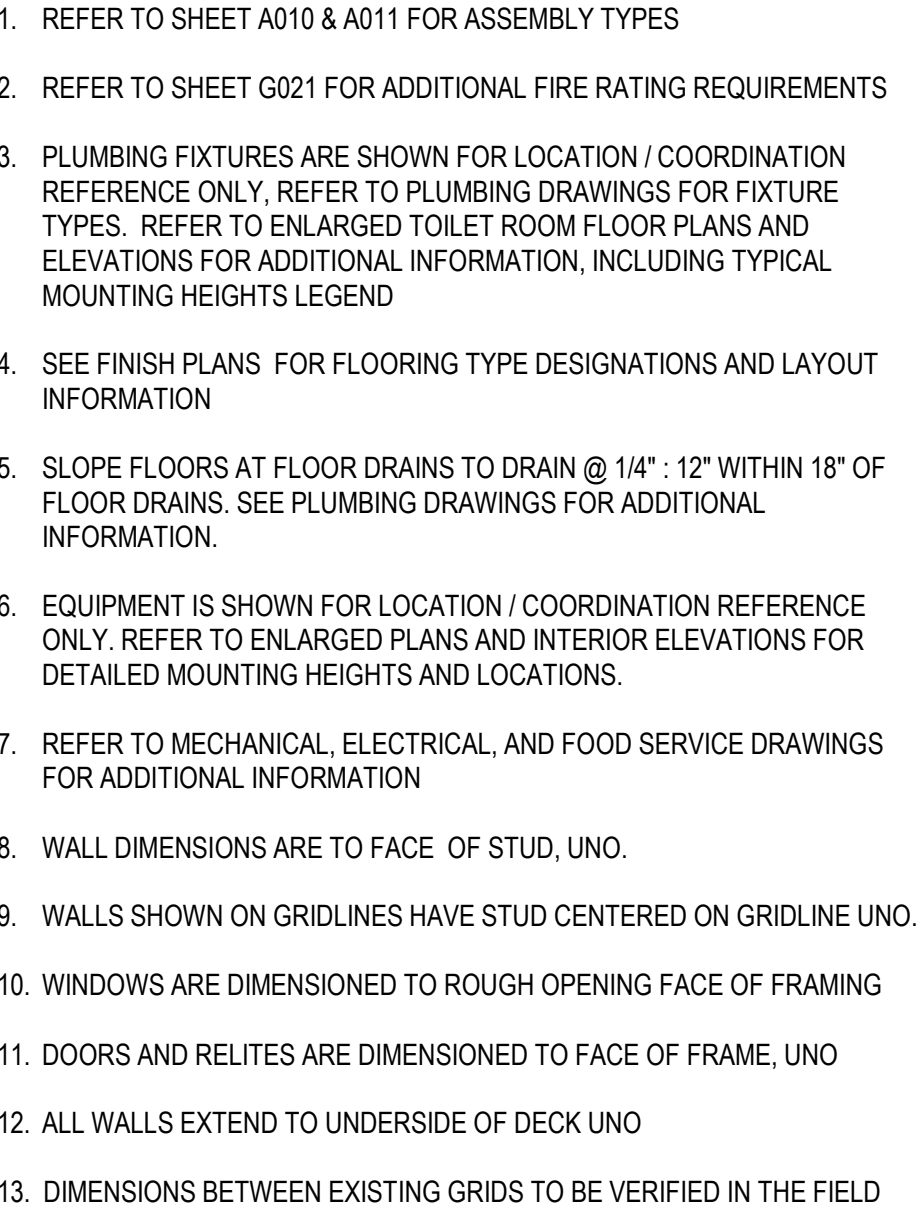 1. REFER TO SHEET A010 & A011 FOR ASSEMBLY TYPES
2. REFER TO SHEET G021 FOR ADDITIONAL FIRE RATING REQUIREMENTS
3. PLUMBING FIXTURES ARE SHOWN FOR LOCATION / COORDINATION
REFERENCE ONLY, REFER TO PLUMBING DRAWINGS FOR FIXTURE
TYPES.  REFER TO ENLARGED TOILET ROOM FLOOR PLANS AND
ELEVATIONS FOR ADDITIONAL INFORMATION, INCLUDING TYPICAL
MOUNTING HEIGHTS LEGEND
4. SEE FINISH PLANS  FOR FLOORING TYPE DESIGNATIONS AND LAYOUT
INFORMATION
5. SLOPE FLOORS AT FLOOR DRAINS TO DRAIN @ 1/4" : 12" WITHIN 18" OF
FLOOR DRAINS. SEE PLUMBING DRAWINGS FOR ADDITIONAL
INFORMATION.
6. EQUIPMENT IS SHOWN FOR LOCATION / COORDINATION REFERENCE
ONLY. REFER TO ENLARGED PLANS AND INTERIOR ELEVATIONS FOR
DETAILED MOUNTING HEIGHTS AND LOCATIONS.
7. REFER TO MECHANICAL, ELECTRICAL, AND FOOD SERVICE DRAWINGS
FOR ADDITIONAL INFORMATION
8. WALL DIMENSIONS ARE TO FACE  OF STUD, UNO.
9. WALLS SHOWN ON GRIDLINES HAVE STUD CENTERED ON GRIDLINE UNO.
10. WINDOWS ARE DIMENSIONED TO ROUGH OPENING FACE OF FRAMING
11. DOORS AND RELITES ARE DIMENSIONED TO FACE OF FRAME, UNO
12. ALL WALLS EXTEND TO UNDERSIDE OF DECK UNO
13. DIMENSIONS BETWEEN EXISTING GRIDS TO BE VERIFIED IN THE FIELD